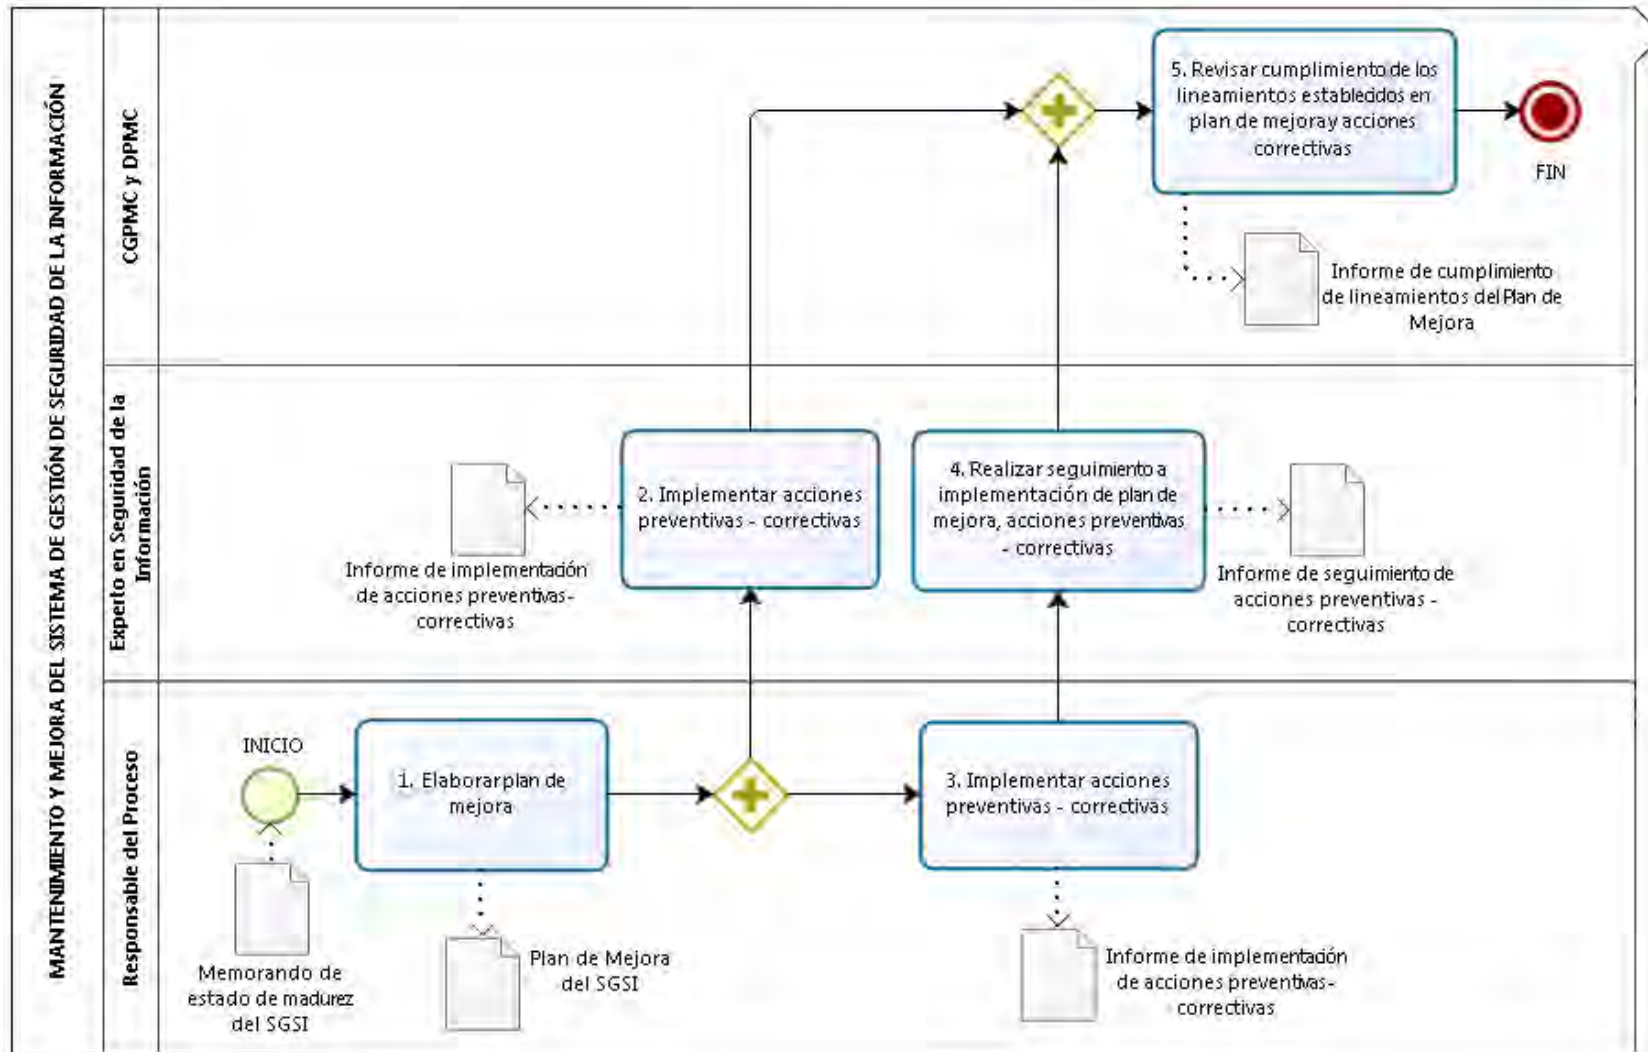 MANTENIMIENTO Y MEJORA DEL SISTEMA DE GESTIÓN DE SEGURIDAD DE LA INFORMACIÓN
CGPMC y DPMC
5. Revisar cumplimiento de los
lineamientos establecidos en
plan de mejora y acciones
correctivas
FIN
Informe de cumplimiento
de lineamientos del Plan de
Mejora
Experto en Seguridad de la
Información
2. Implementar acciones
preventivas - correctivas
Informe de implementación
de acciones preventivas-
correctivas
4. Realizar seguimiento a
implementación de plan de
mejora, acciones preventivas
- correctivas
Informe de seguimiento de
acciones preventivas -
correctivas
Responsable del Proceso
INICIO
1. Elaborar plan de
mejora
3. Implementar acciones
preventivas - correctivas
Memorando de
estado de madurez
del SGSI
Plan de Mejora
del SGSI
Informe de implementación
de acciones preventivas-
correctivas